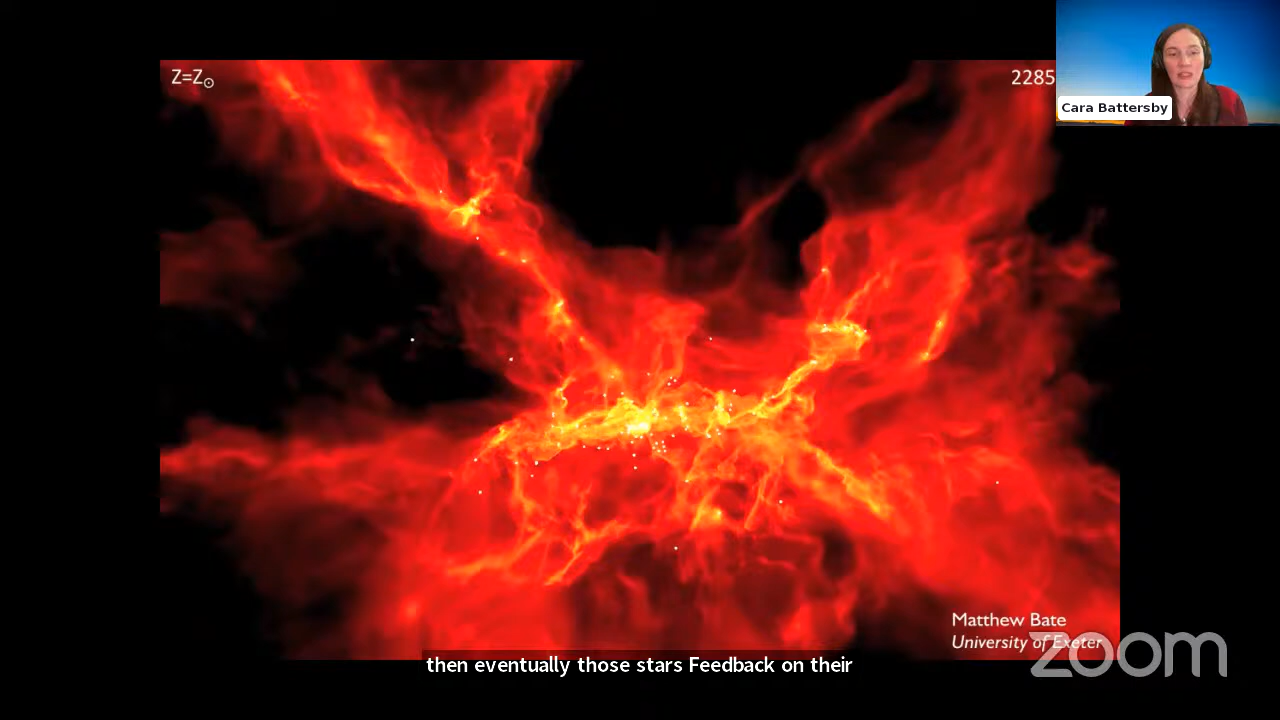 Z=Z⊙
2285
Cara Battersby
Matthew Bate
University of Exeter
zoom
then eventually those stars Feedback on their